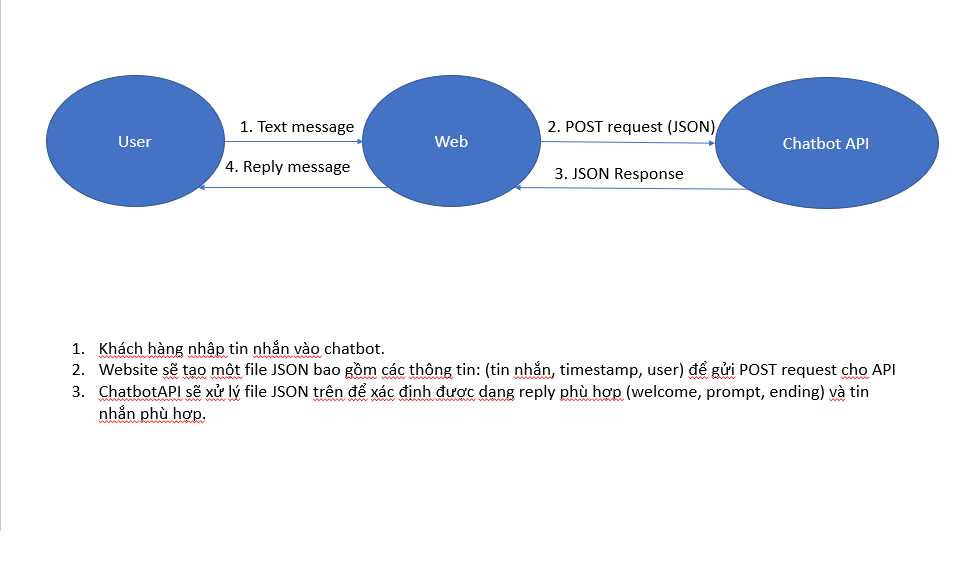 1. Text message
2. POST request (JSON)
User
Web
Chatbot API
4. Reply message
3. JSON Response
1. Khách hàng nhập tin nhắn vào chatbot.
2. Website sẽ tạo một file JSON bao gồm các thông tin: (tin nhắn, timestamp, user) để gửi POST request cho API
3. ChatbotAPI sẽ xử lý file JSON trên để xác định được dạng reply phù hợp (welcome, prompt, ending) và tin
nhắn phù hợp.